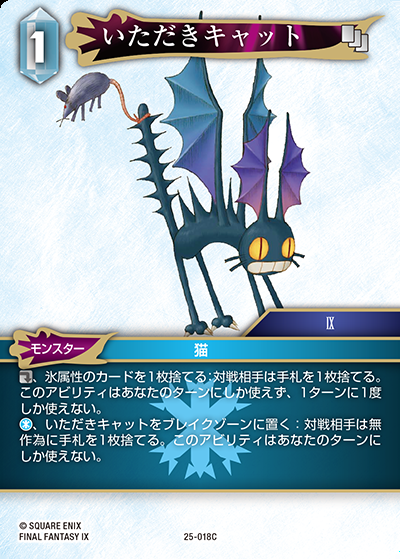 1
いただきキャット
IX
モンスター
猫
、氷属性のカードを1枚捨てる:対戦相手は手札を1枚捨てる。
このアビリティはあなたのターンにしか使えず、1ターンに1度
しか使えない。
、いただきキャットをブレイクゾーンに置く:対戦相手は無
作為に手札を1枚捨てる。このアビリティはあなたのターンに
しか使えない。
© SQUARE ENIX
FINAL FANTASY IX
25-018C